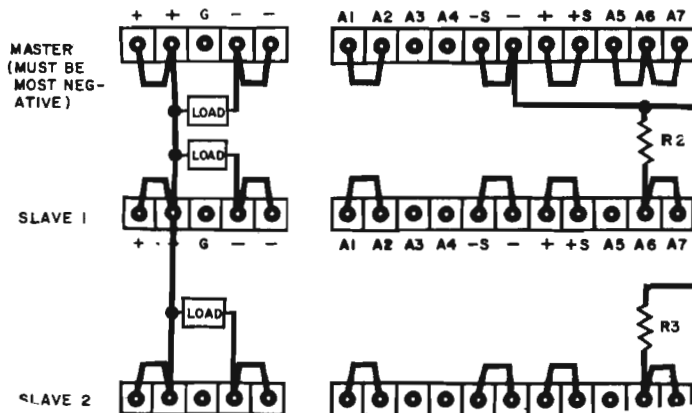 + + G - -
A1 A2 A3 A4 -S - + +S A5 A6 A7
MASTER
(MUST BE
MOST NEG-
ATIVE)
LOAD
R2
LOAD
SLAVE 1
+ + G - -
A1 A2 A3 A4 -S - + +S A5 A6 A7
LOAD
R3
SLAVE 2